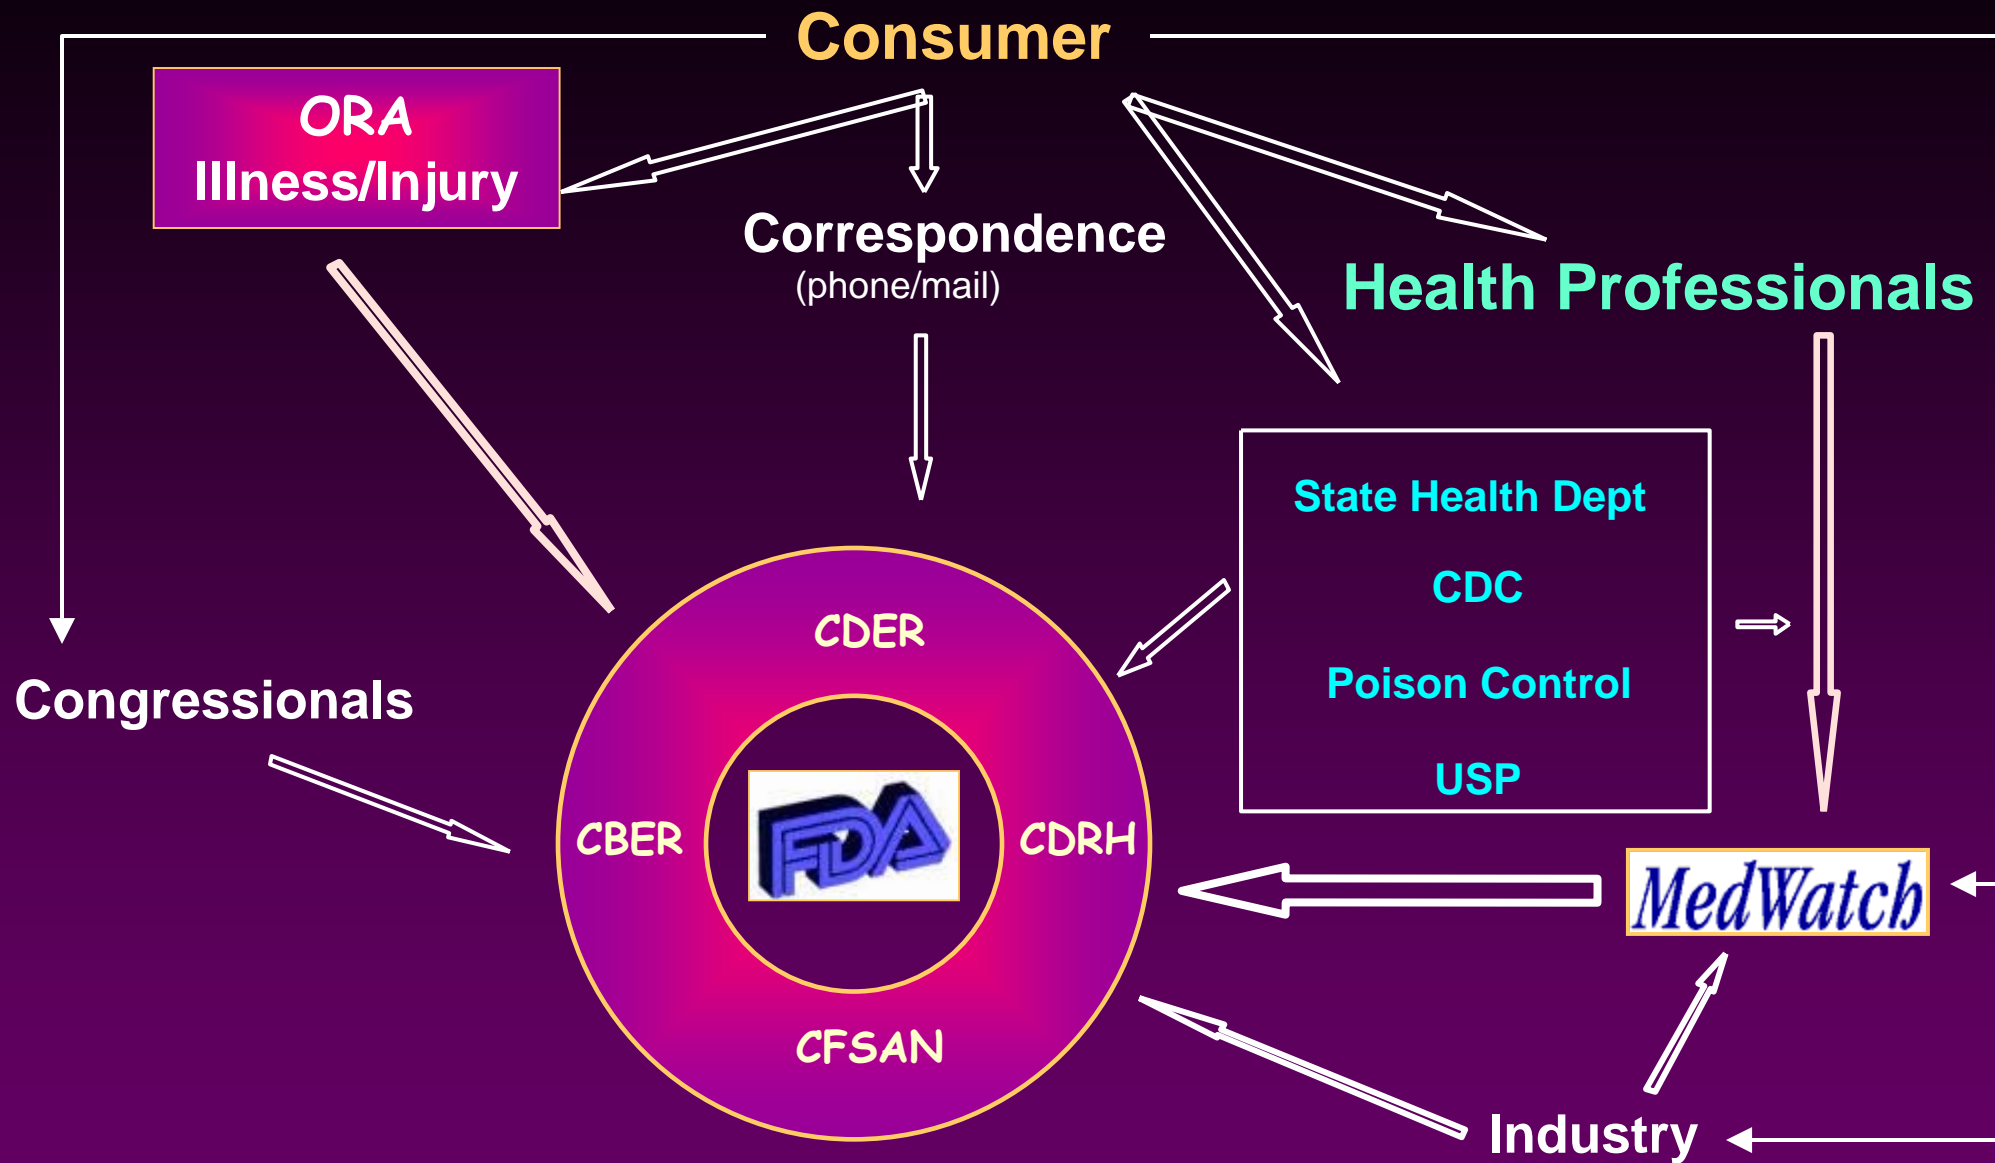 Consumer
ORA
Illness/Injury
Correspondence
(phone/mail)
Health Professionals
State Health Dept
CDC
Poison Control
USP
Congressionals
CDER
CBER
FDA
CDRH
CFSAN
MedWatch
Industry